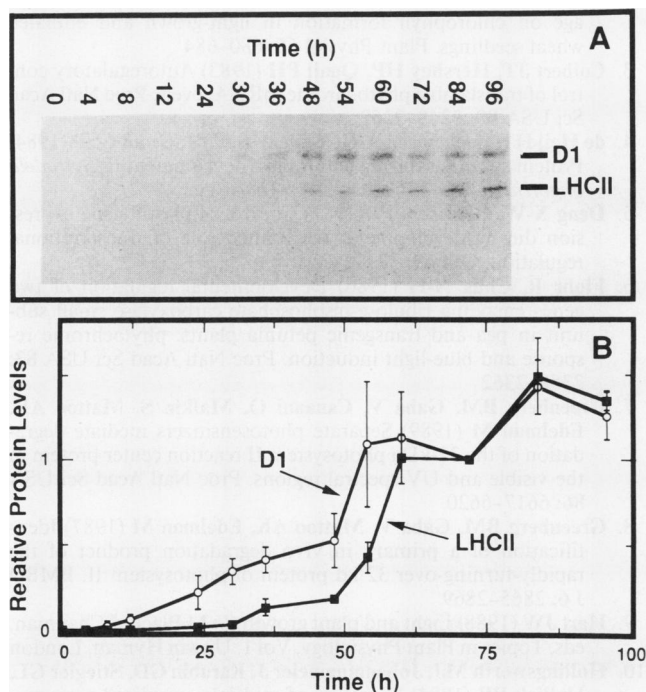 A
Time (h)
0 4 8 12 24 30 36 48 54 60 72 84 96
D1
LHCII
B
Relative Protein Levels
D1
LHCII
0 25 50 75 100
Time (h)